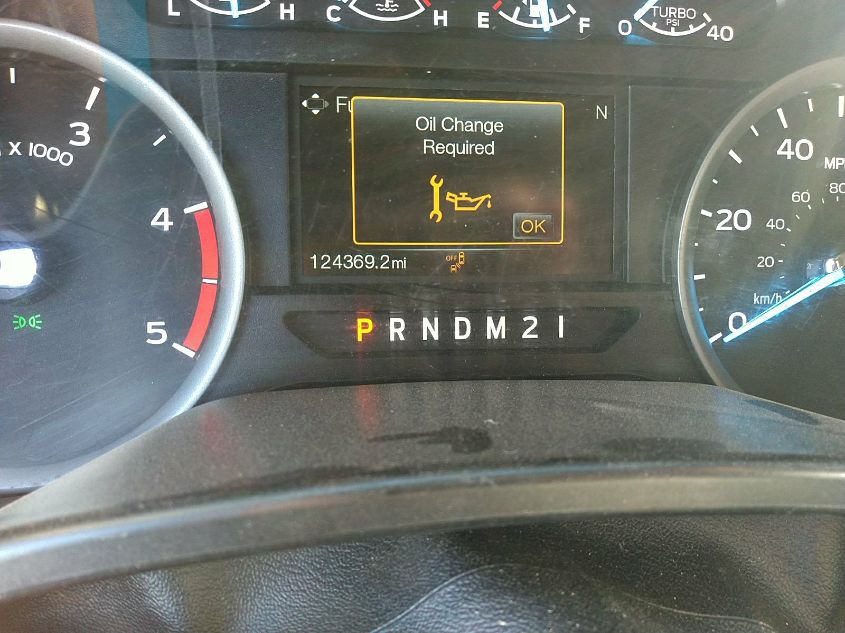 L H
C H
E F
0 TURBO 40
PSI
3
X 1000
4
5
Oil Change
Required
OK
N
124369.2mi
OFF
P R N D M 2 1
40
MP
60
80
20
40
20
km/h
0